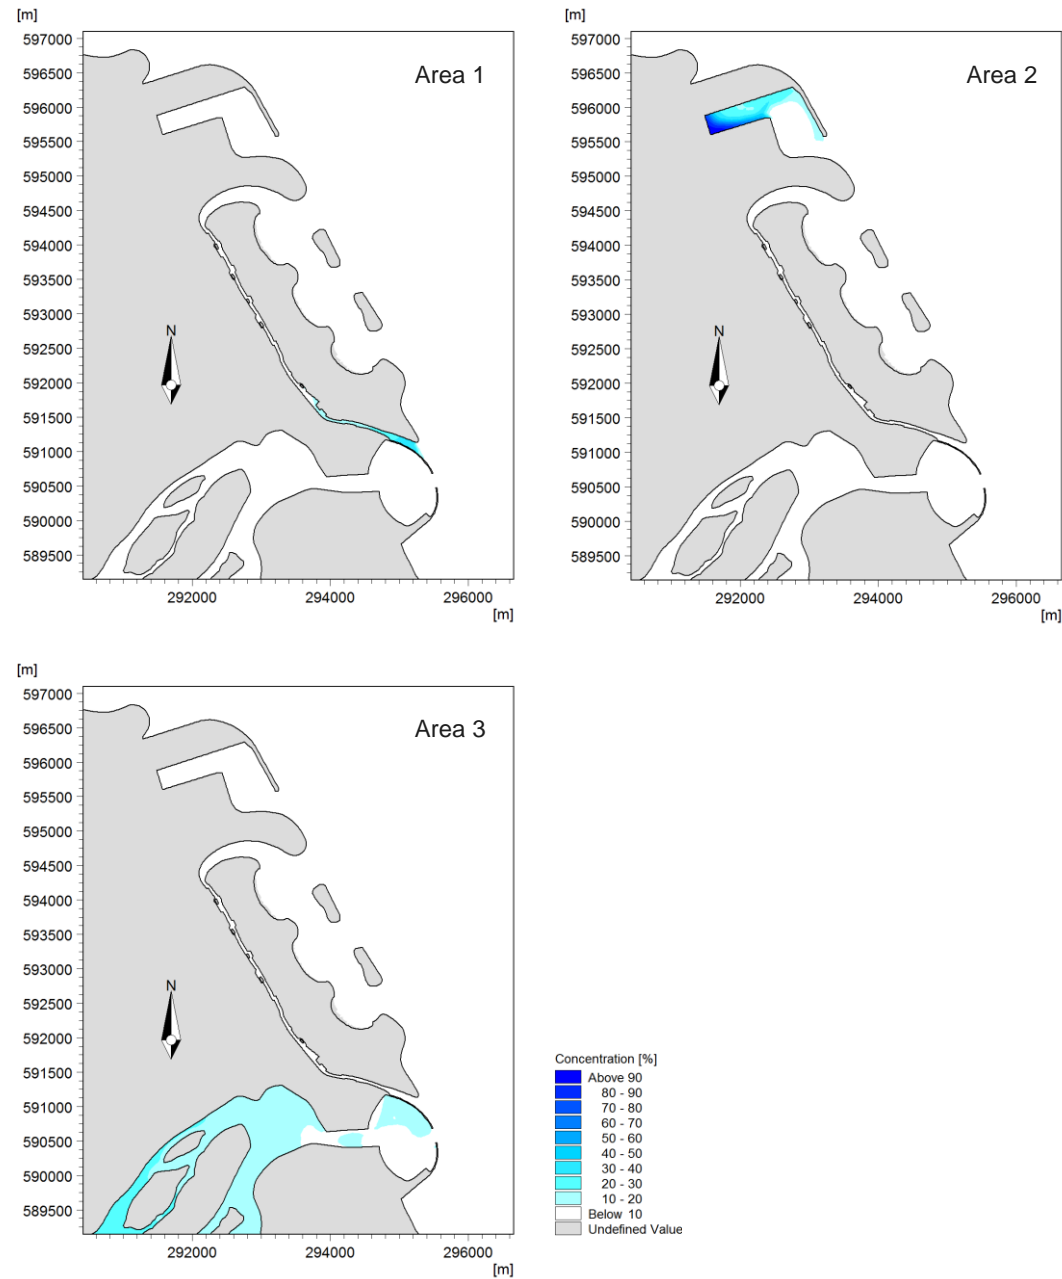 [m]
597000
596500
596000
595500
595000
594500
594000
593500
593000
592500
592000
591500
591000
590500
590000
589500
Area 1
N
292000 294000 296000
[m]
[m]
597000
596500
596000
595500
595000
594500
594000
593500
593000
592500
592000
591500
591000
590500
590000
589500
Area 2
N
292000 294000 296000
[m]
[m]
597000
596500
596000
595500
595000
594500
594000
593500
593000
592500
592000
591500
591000
590500
590000
589500
Area 3
N
292000 294000 296000
[m]
Concentration [%]
Above 90
80 - 90
70 - 80
60 - 70
50 - 60
40 - 50
30 - 40
20 - 30
10 - 20
Below 10
Undefined Value